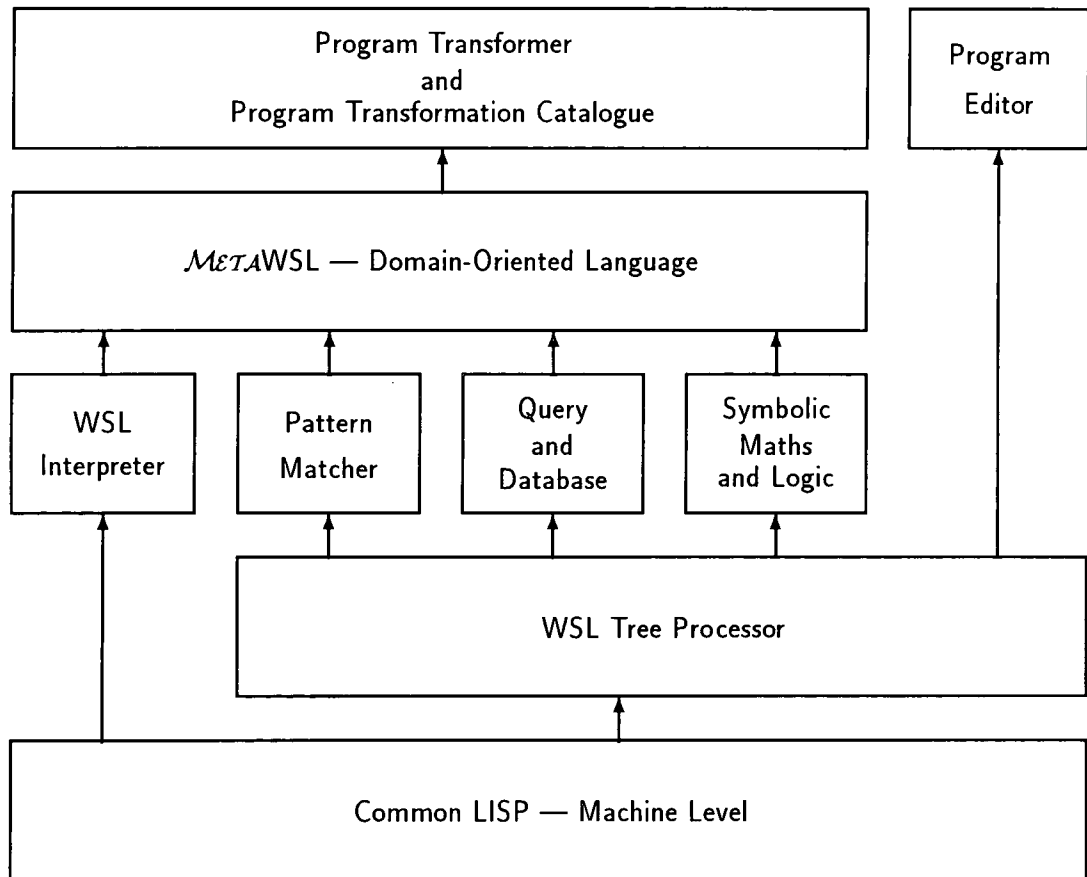 Program Transformer
and
Program Transformation Catalogue
Program
Editor
METAWSL — Domain-Oriented Language
WSL
Interpreter
Pattern
Matcher
Query
and
Database
Symbolic
Maths
and Logic
WSL Tree Processor
Common LISP — Machine Level